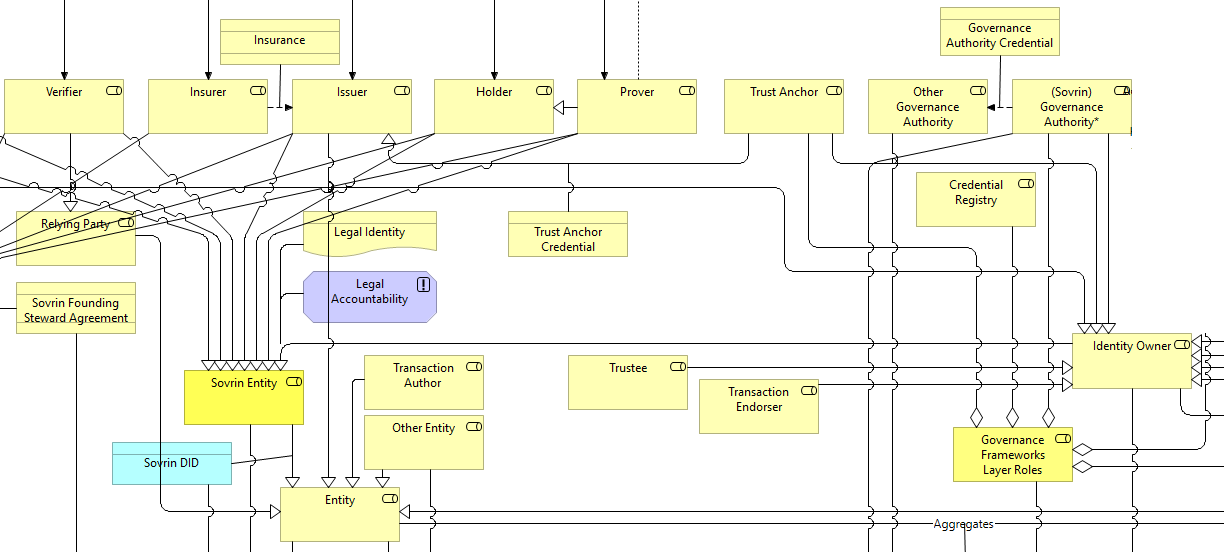 Insurance
Governance
Authority Credential
Verifier
Insurer
Issuer
Holder
Prover
Trust Anchor
Other
Governance
Authority
(Sovrin)
Governance
Authority*
Credential
Registry
Relying Party
Legal Identity
Trust Anchor
Credential
Legal
Accountability
Sovrin Founding
Steward Agreement
Identity Owner
Sovrin Entity
Transaction
Author
Trustee
Transaction
Endorser
Other Entity
Governance
Frameworks
Layer Roles
Sovrin DID
Entity
Aggregates